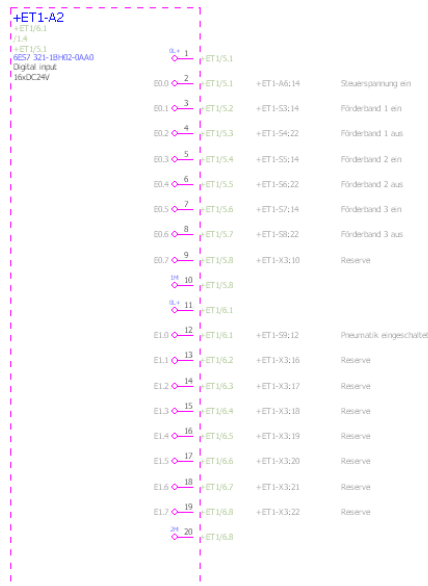 +ET1-A2
+ET1/6.1
/1.4
+ET1/5.1
6ES7 321-1BH02-0AA0
Digital input
16xDC24V
1 +ET1/5.1
E0.0 2 +ET1/5.1 +ET1-A6:14 Steuerspannung ein
E0.1 3 +ET1/5.2 +ET1-S3:14 Förderband 1 ein
E0.2 4 +ET1/5.3 +ET1-S4:22 Förderband 1 aus
E0.3 5 +ET1/5.4 +ET1-S5:14 Förderband 2 ein
E0.4 6 +ET1/5.5 +ET1-S6:22 Förderband 2 aus
E0.5 7 +ET1/5.6 +ET1-S7:14 Förderband 3 ein
E0.6 8 +ET1/5.7 +ET1-S8:22 Förderband 3 aus
E0.7 9 +ET1/5.8 +ET1-X3:10 Reserve
1M 10 +ET1/5.8
11 +ET1/6.1
E1.0 12 +ET1/6.1 +ET1-S9:12 Pneumatik eingeschaltet
E1.1 13 +ET1/6.2 +ET1-X3:16 Reserve
E1.2 14 +ET1/6.3 +ET1-X3:17 Reserve
E1.3 15 +ET1/6.4 +ET1-X3:18 Reserve
E1.4 16 +ET1/6.5 +ET1-X3:19 Reserve
E1.5 17 +ET1/6.6 +ET1-X3:20 Reserve
E1.6 18 +ET1/6.7 +ET1-X3:21 Reserve
E1.7 19 +ET1/6.8 +ET1-X3:22 Reserve
2M 20 +ET1/6.8